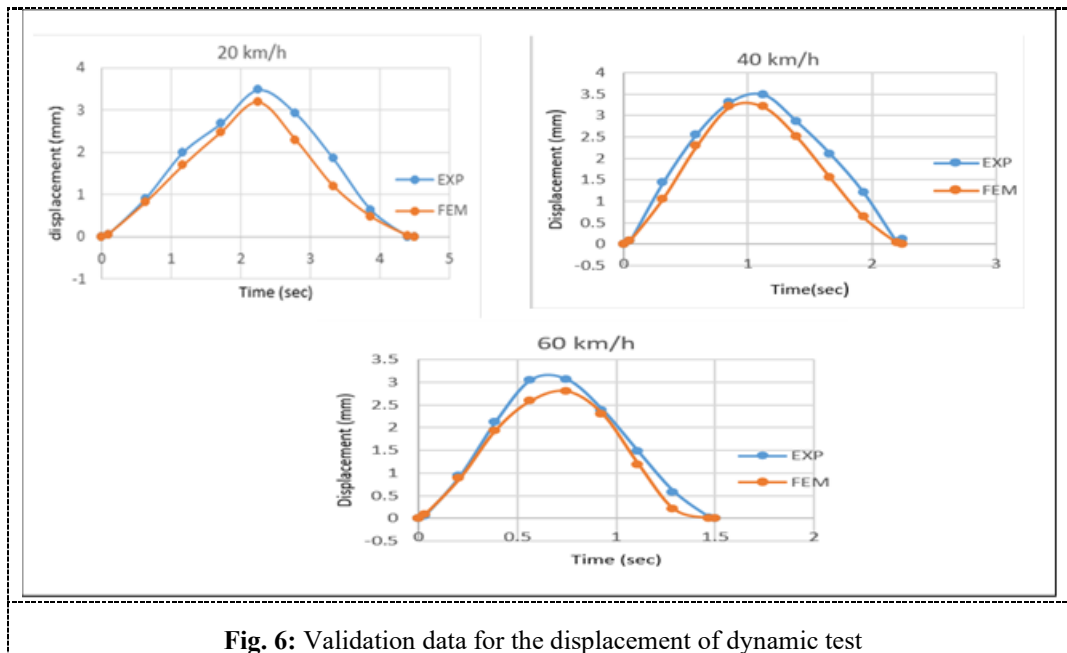 20 km/h
4
3
2
1
0
-1
0 1 2 3 4 5
displacement (mm)
Time (sec)
EXP
FEM
40 km/h
4
3.5
3
2.5
2
1.5
1
0.5
0
-0.5
0 1 2 3
Displacement (mm)
Time(sec)
EXP
FEM
60 km/h
3.5
3
2.5
2
1.5
1
0.5
0
-0.5
0 0.5 1 1.5 2
Displacement (mm)
Time (sec)
EXP
FEM
Fig. 6: Validation data for the displacement of dynamic test